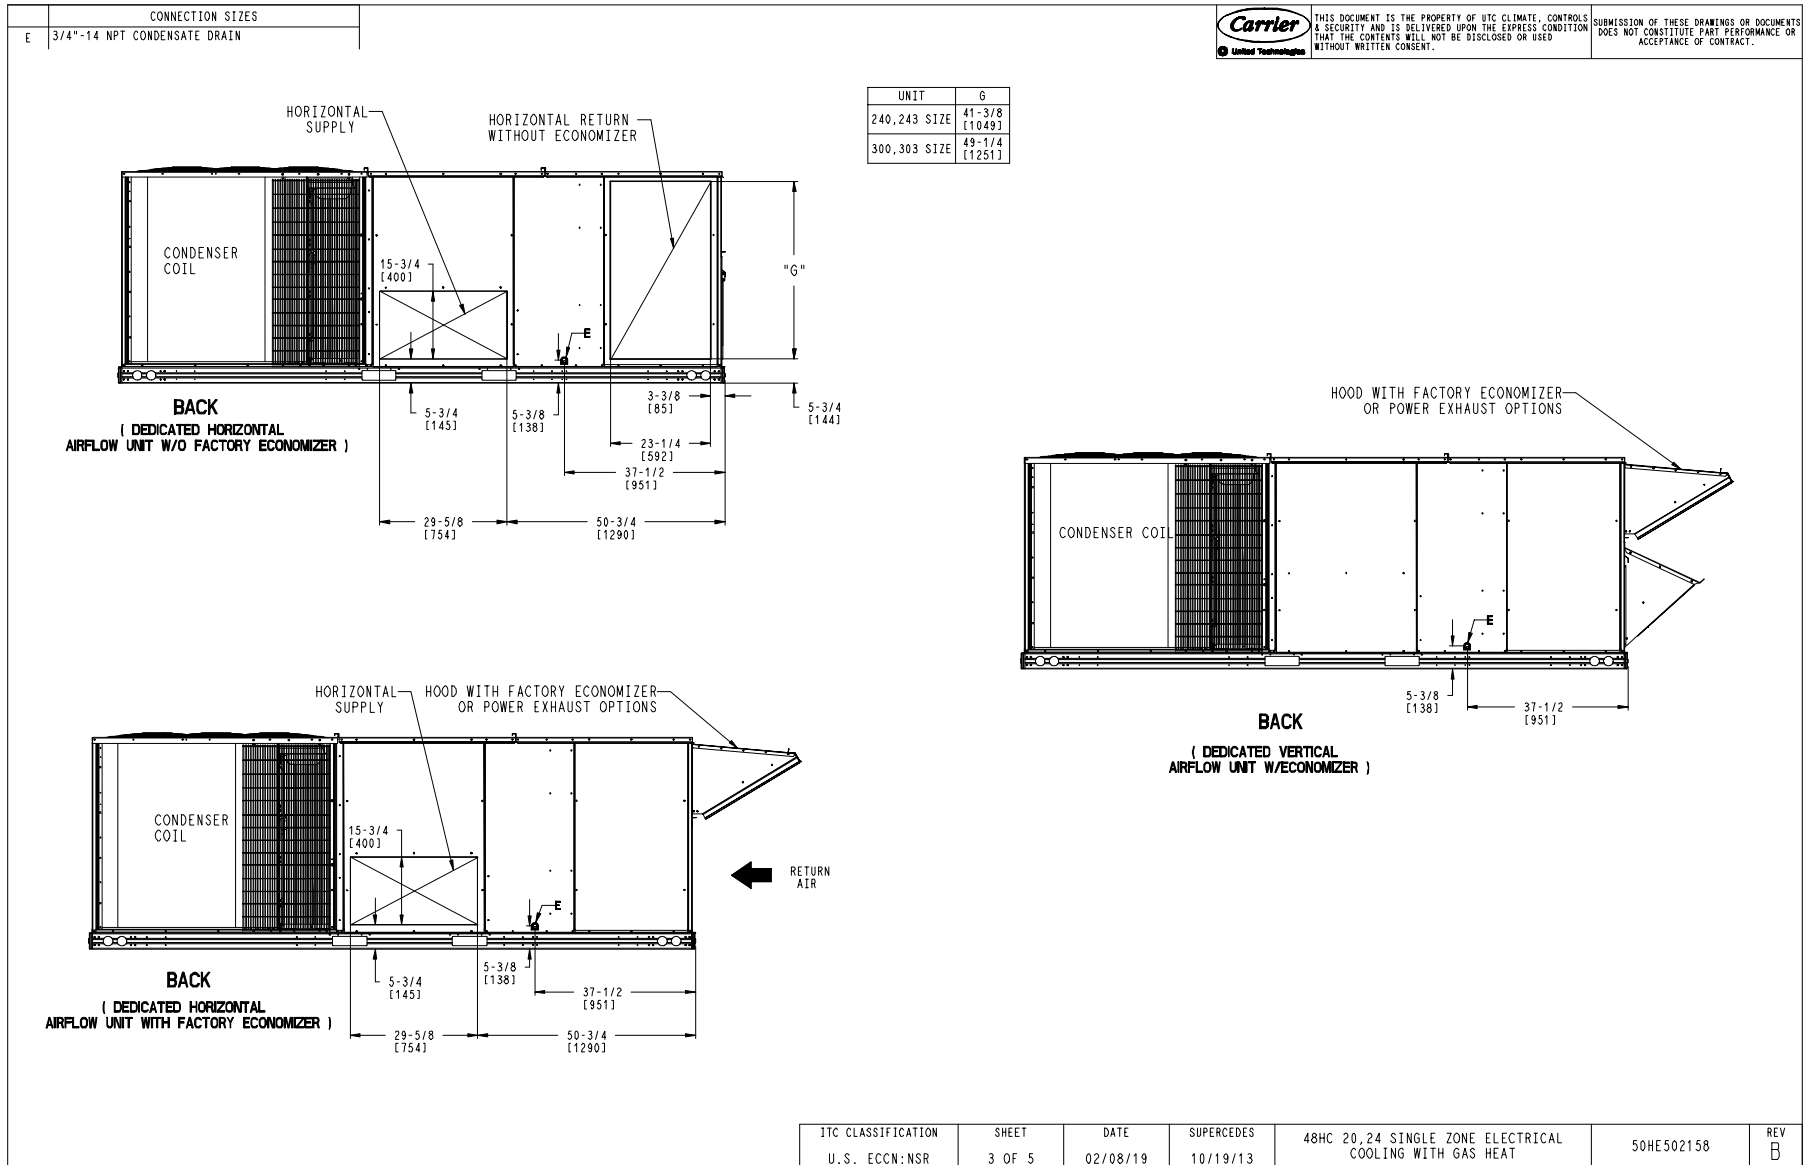 CONNECTION SIZES
E 3/4"-14 NPT CONDENSATE DRAIN
Carrier
United Technologies
THIS DOCUMENT IS THE PROPERTY OF UTC CLIMATE, CONTROLS
& SECURITY AND IS DELIVERED UPON THE EXPRESS CONDITION
THAT THE CONTENTS WILL NOT BE DISCLOSED OR USED
WITHOUT WRITTEN CONSENT.
SUBMISSION OF THESE DRAWINGS OR DOCUMENTS
DOES NOT CONSTITUTE PART PERFORMANCE OR
ACCEPTANCE OF CONTRACT.
UNIT G
240,243 SIZE 41-3/8
[1049]
300,303 SIZE 49-1/4
[1251]
HORIZONTAL
SUPPLY
HORIZONTAL RETURN
WITHOUT ECONOMIZER
CONDENSER
COIL
15-3/4
[400]
"G"
E
5-3/4
[145]
5-3/8
[138]
3-3/8
[85]
5-3/4
[144]
23-1/4
[592]
37-1/2
[951]
29-5/8
[754]
50-3/4
[1290]
BACK
( DEDICATED HORIZONTAL
AIRFLOW UNIT W/O FACTORY ECONOMIZER )
HOOD WITH FACTORY ECONOMIZER
OR POWER EXHAUST OPTIONS
CONDENSER COIL
E
5-3/8
[138]
37-1/2
[951]
BACK
( DEDICATED VERTICAL
AIRFLOW UNIT W/ECONOMIZER )
HORIZONTAL
SUPPLY
HOOD WITH FACTORY ECONOMIZER
OR POWER EXHAUST OPTIONS
CONDENSER
COIL
15-3/4
[400]
RETURN
AIR
E
5-3/4
[145]
5-3/8
[138]
37-1/2
[951]
29-5/8
[754]
50-3/4
[1290]
BACK
( DEDICATED HORIZONTAL
AIRFLOW UNIT WITH FACTORY ECONOMIZER )
ITC CLASSIFICATION
U.S. ECCN:NSR
SHEET
3 OF 5
DATE
02/08/19
SUPERCEDES
10/19/13
48HC 20,24 SINGLE ZONE ELECTRICAL
COOLING WITH GAS HEAT
50HE502158
REV
B